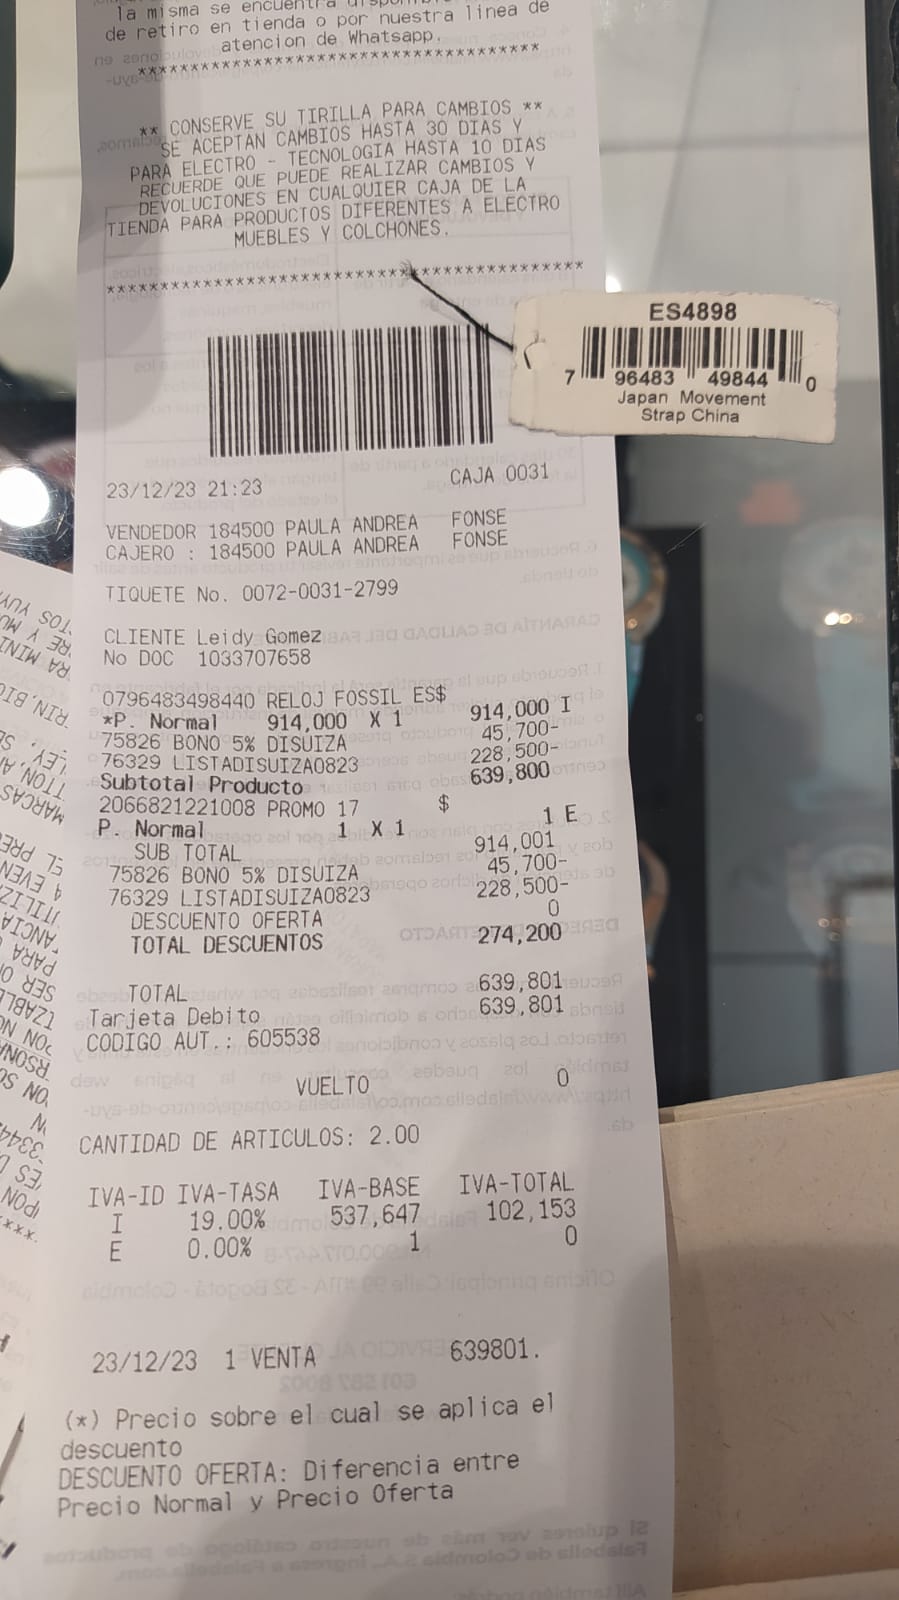 la misma se encuentra
de retiro en tienda o por nuestra linea de
atencion de Whatsapp.
****************************************
** CONSERVE SU TIRILLA PARA CAMBIOS **
SE ACEPTAN CAMBIOS HASTA 30 DIAS Y
PARA ELECTRO - TECNOLOGIA HASTA 10 DIAS
RECUERDE QUE PUEDE REALIZAR CAMBIOS Y
DEVOLUCIONES EN CUALQUIER CAJA DE LA
TIENDA PARA PRODUCTOS DIFERENTES A ELECTRO
MUEBLES Y COLCHONES.
****************************************
ES4898
7 96483 49844 0
Japan Movement
Strap China
23/12/23 21:23 CAJA 0031
VENDEDOR 184500 PAULA ANDREA FONSE
CAJERO : 184500 PAULA ANDREA FONSE
TIQUETE No. 0072-0031-2799
CLIENTE Leidy Gomez
No DOC 1033707658
0796483498440 RELOJ FOSSIL ES$
*P. Normal 914,000 X 1 914,000 I
75826 BONO 5% DISUIZA 45,700-
76329 LISTADISUIZA0823 228,500-
Subtotal Producto 639,800
2066821221008 PROMO 17 $
P. Normal 1 X 1 1 E
SUB TOTAL 914,001
75826 BONO 5% DISUIZA 45,700-
76329 LISTADISUIZA0823 228,500-
DESCUENTO OFERTA 0
TOTAL DESCUENTOS 274,200
TOTAL 639,801
Tarjeta Debito 639,801
CODIGO AUT.: 605538
VUELTO 0
CANTIDAD DE ARTICULOS: 2.00
IVA-ID IVA-TASA IVA-BASE IVA-TOTAL
I 19.00% 537,647 102,153
E 0.00% 1 0
23/12/23 1 VENTA 639801.
(*) Precio sobre el cual se aplica el
descuento
DESCUENTO OFERTA: Diferencia entre
Precio Normal y Precio Oferta